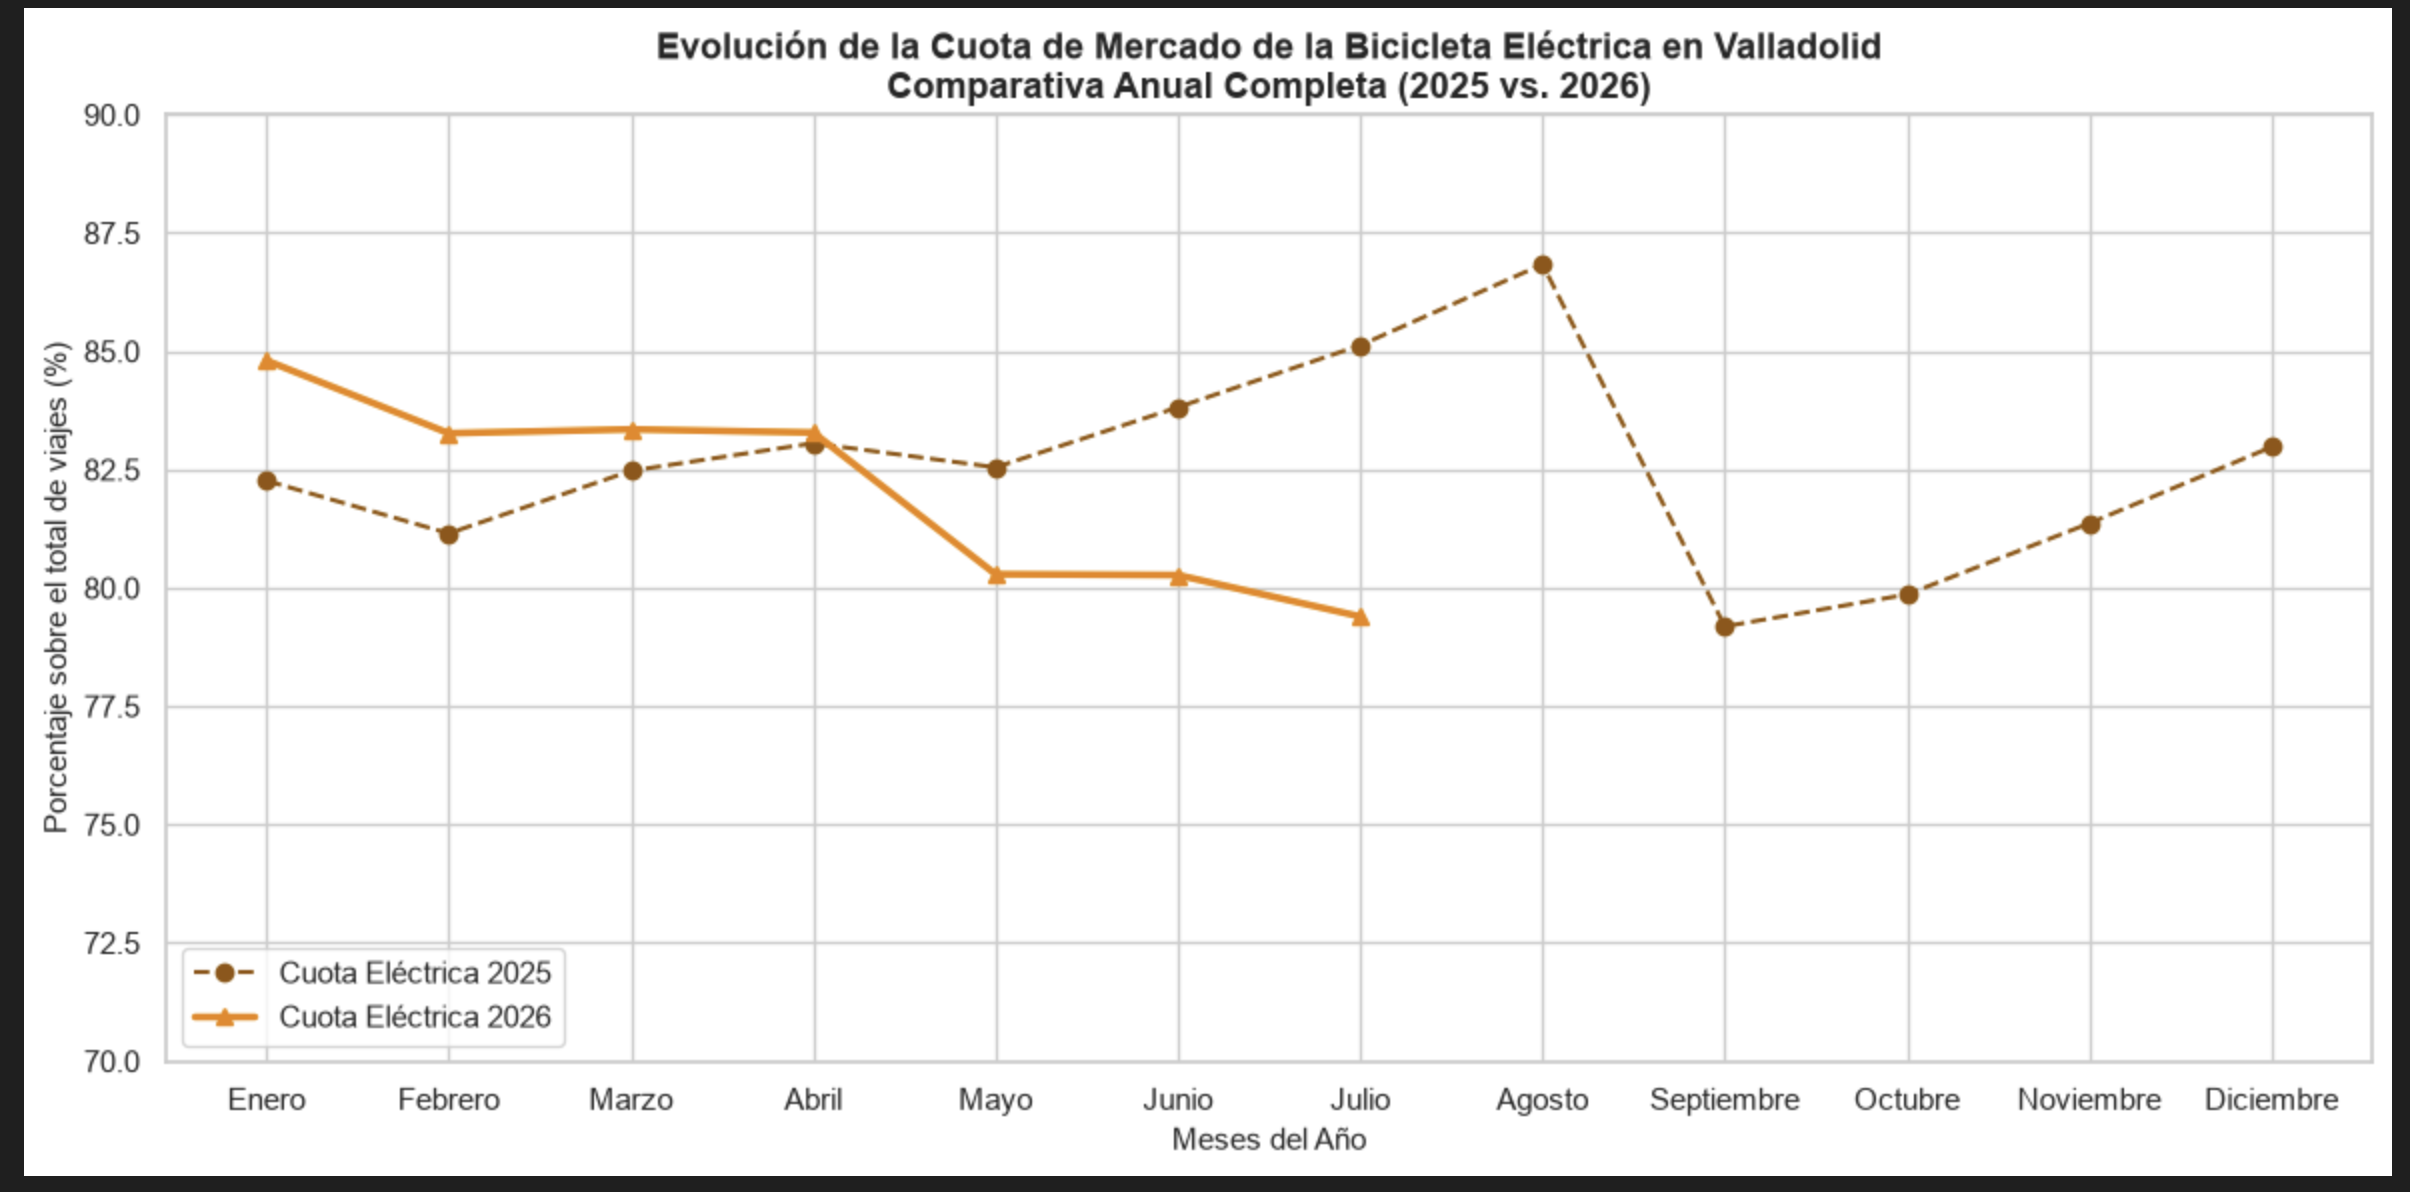 Evolución de la Cuota de Mercado de la Bicicleta Eléctrica en Valladolid
Comparativa Anual Completa (2025 vs. 2026)
Porcentaje sobre el total de viajes (%)
90.0
87.5
85.0
82.5
80.0
77.5
75.0
72.5
70.0
Cuota Eléctrica 2025
Cuota Eléctrica 2026
Enero Febrero Marzo Abril Mayo Junio Julio Agosto Septiembre Octubre Noviembre Diciembre
Meses del Año